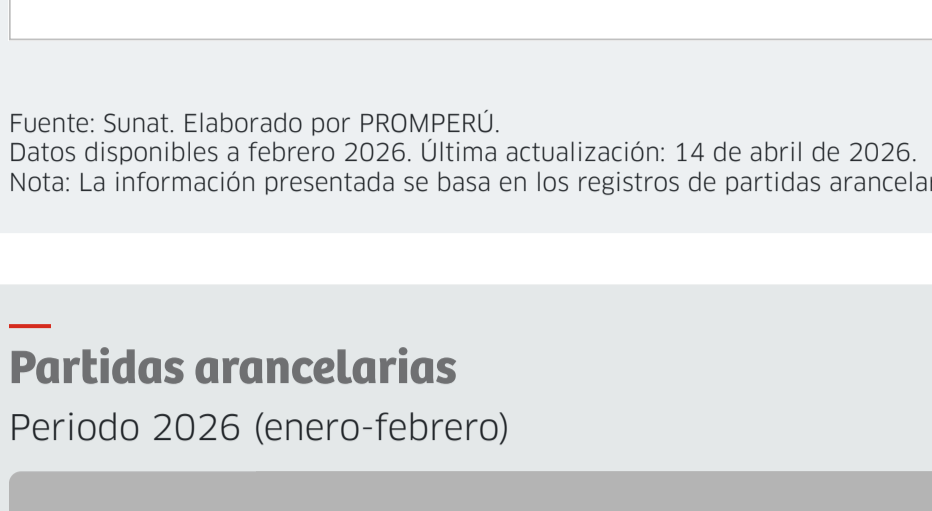 Fuente: Sunat. Elaborado por PROMPERÚ.
Datos disponibles a febrero 2026. Última actualización: 14 de abril de 2026.
Nota: La información presentada se basa en los registros de partidas
Partidas arancelarias
Periodo 2026 (enero-febrero)